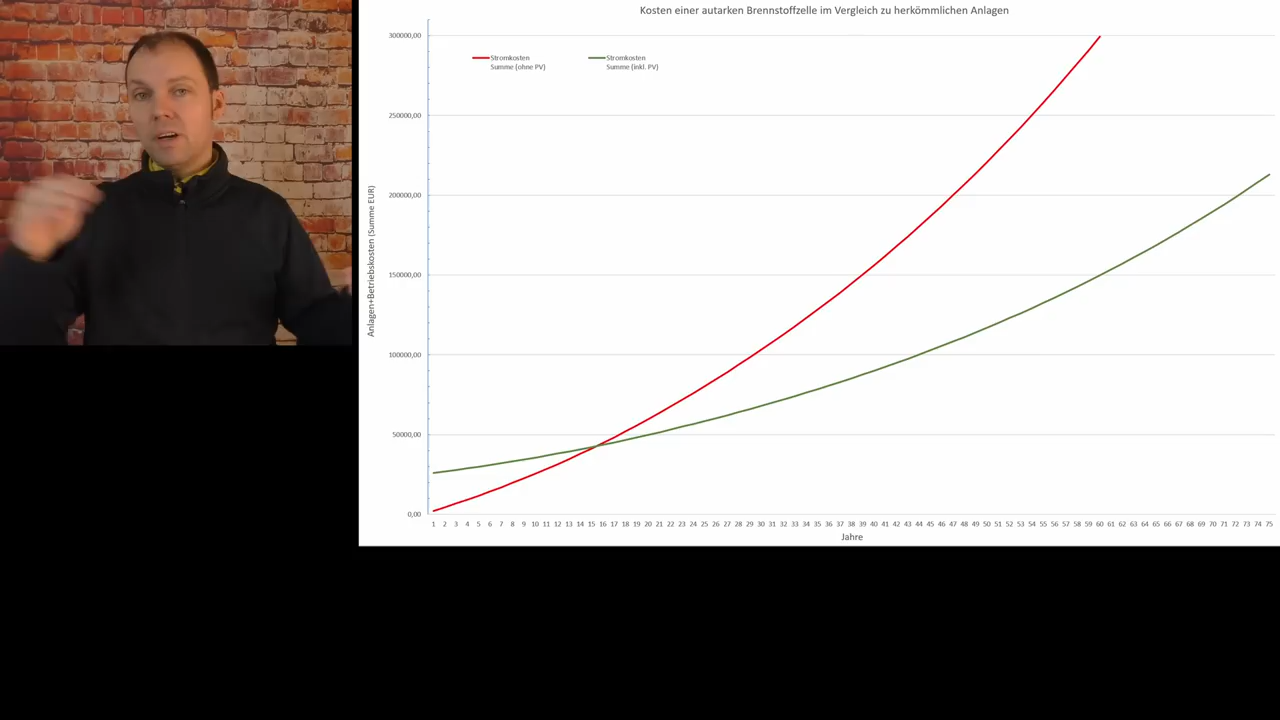 Kosten einer autarken Brennstoffzelle im Vergleich zu herkömmlichen Anlagen
Stromkosten
Summe (ohne PV)
Stromkosten
Summe (inkl. PV)
Anlagen+Betriebskosten (Summe EUR)
300000,00
250000,00
200000,00
150000,00
100000,00
50000,00
0,00
1 2 3 4 5 6 7 8 9 10 11 12 13 14 15 16 17 18 19 20 21 22 23 24 25 26 27 28 29 30 31 32 33 34 35 36 37 38 39 40 41 42 43 44 45 46 47 48 49 50 51 52 53 54 55 56 57 58 59 60 61 62 63 64 65 66 67 68 69 70 71 72 73 74 75
Jahre